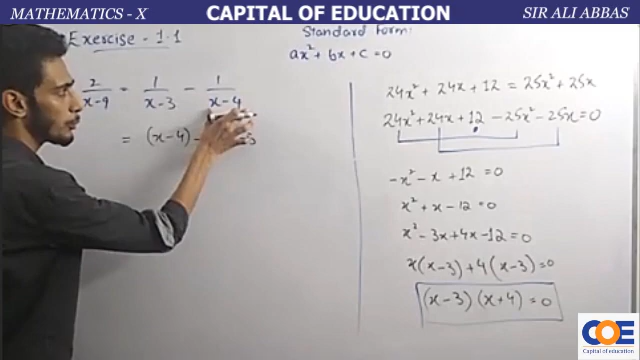 MATHEMATICS - X
CAPITAL OF EDUCATION
SIR ALI ABBAS
Exercise - 1.1
Standard Form:
ax² + bx + c = 0
2/(x-9) = 1/(x-3) - 1/(x-4)
= (x-4) -
24x² + 24x + 12 = 25x² + 25x
24x² + 24x + 12 - 25x² - 25x = 0
-x² - x + 12 = 0
x² + x - 12 = 0
x² - 3x + 4x - 12 = 0
x(x-3) + 4(x-3) = 0
(x-3) (x+4) = 0
COE
Capital of education